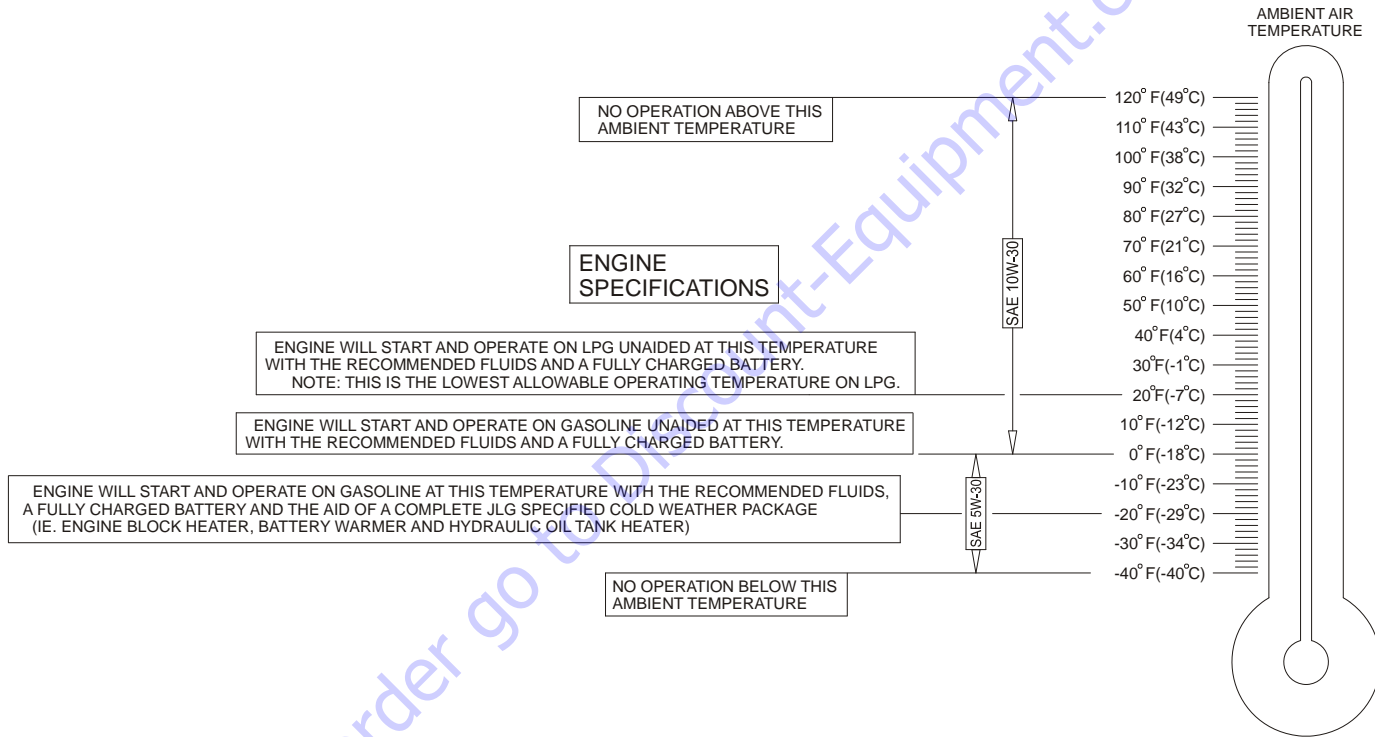 AMBIENT AIR
TEMPERATURE
NO OPERATION ABOVE THIS
AMBIENT TEMPERATURE
120° F(49°C)
110° F(43°C)
100° F(38°C)
90° F(32°C)
80° F(27°C)
70° F(21°C)
60° F(16°C)
50° F(10°C)
40°F(4°C)
30°F(-1°C)
20°F(-7°C)
10°F(-12°C)
0° F(-18°C)
-10° F(-23°C)
-20° F(-29°C)
-30° F(-34°C)
-40° F(-40°C)
SAE 10W-30
ENGINE
SPECIFICATIONS
ENGINE WILL START AND OPERATE ON LPG UNAIDED AT THIS TEMPERATURE
WITH THE RECOMMENDED FLUIDS AND A FULLY CHARGED BATTERY.
NOTE: THIS IS THE LOWEST ALLOWABLE OPERATING TEMPERATURE ON LPG.
ENGINE WILL START AND OPERATE ON GASOLINE UNAIDED AT THIS TEMPERATURE
WITH THE RECOMMENDED FLUIDS AND A FULLY CHARGED BATTERY.
ENGINE WILL START AND OPERATE ON GASOLINE AT THIS TEMPERATURE WITH THE RECOMMENDED FLUIDS,
A FULLY CHARGED BATTERY AND THE AID OF A COMPLETE JLG SPECIFIED COLD WEATHER PACKAGE
(IE. ENGINE BLOCK HEATER, BATTERY WARMER AND HYDRAULIC OIL TANK HEATER)
SAE 5W-30
NO OPERATION BELOW THIS
AMBIENT TEMPERATURE
go to Discount-Equipment.c